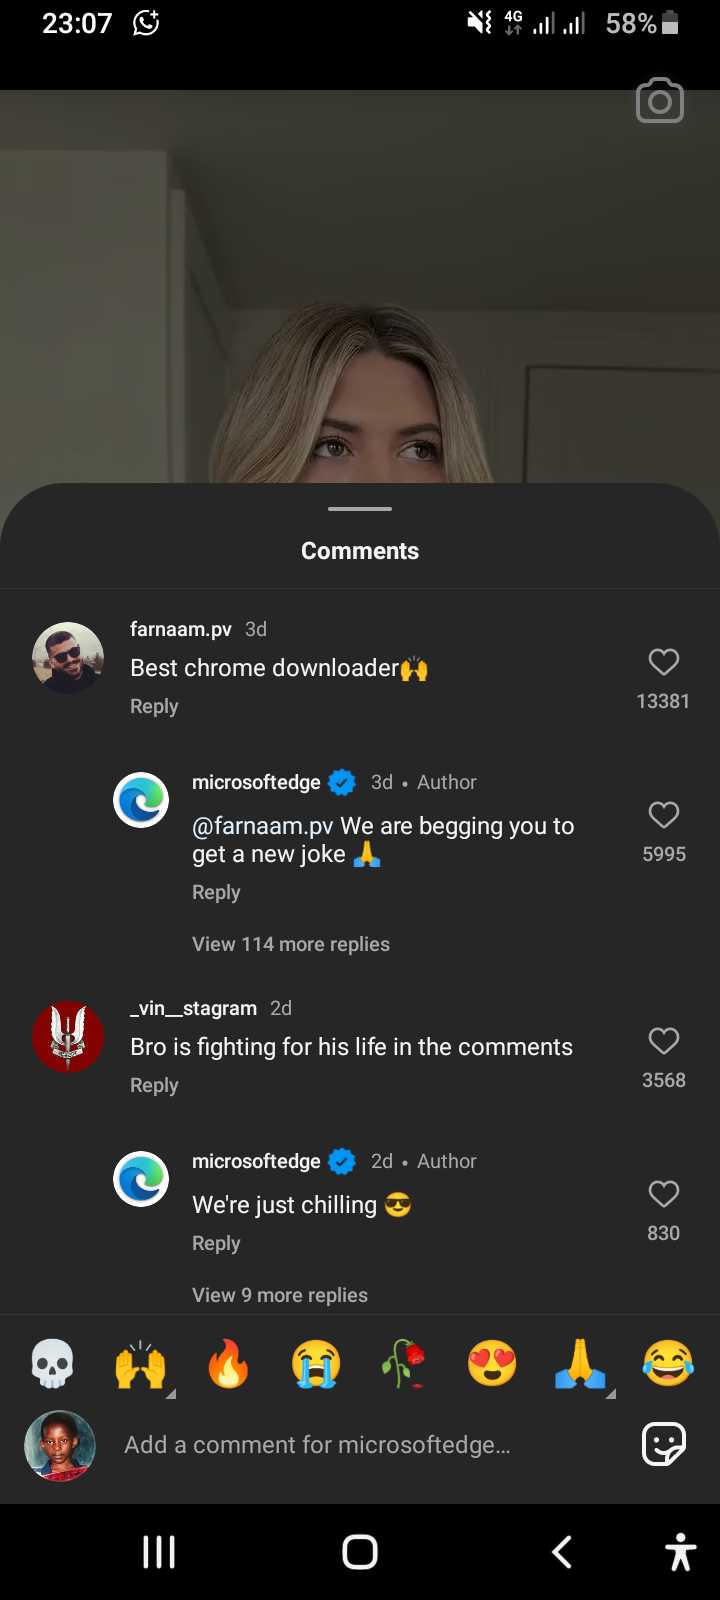 23:07
4G
58%
Comments
farnaam.pv 3d
Best chrome downloader🙌
Reply
13381
microsoftedge 3d • Author
@farnaam.pv We are begging you to
get a new joke 🙏
5995
Reply
View 114 more replies
_vin__stagram 2d
Bro is fighting for his life in the comments
Reply
3568
microsoftedge 2d • Author
We're just chilling 😎
830
Reply
View 9 more replies
💀 🙌 🔥 😭 🥀 😍 🙏 😂
Add a comment for microsoftedge...